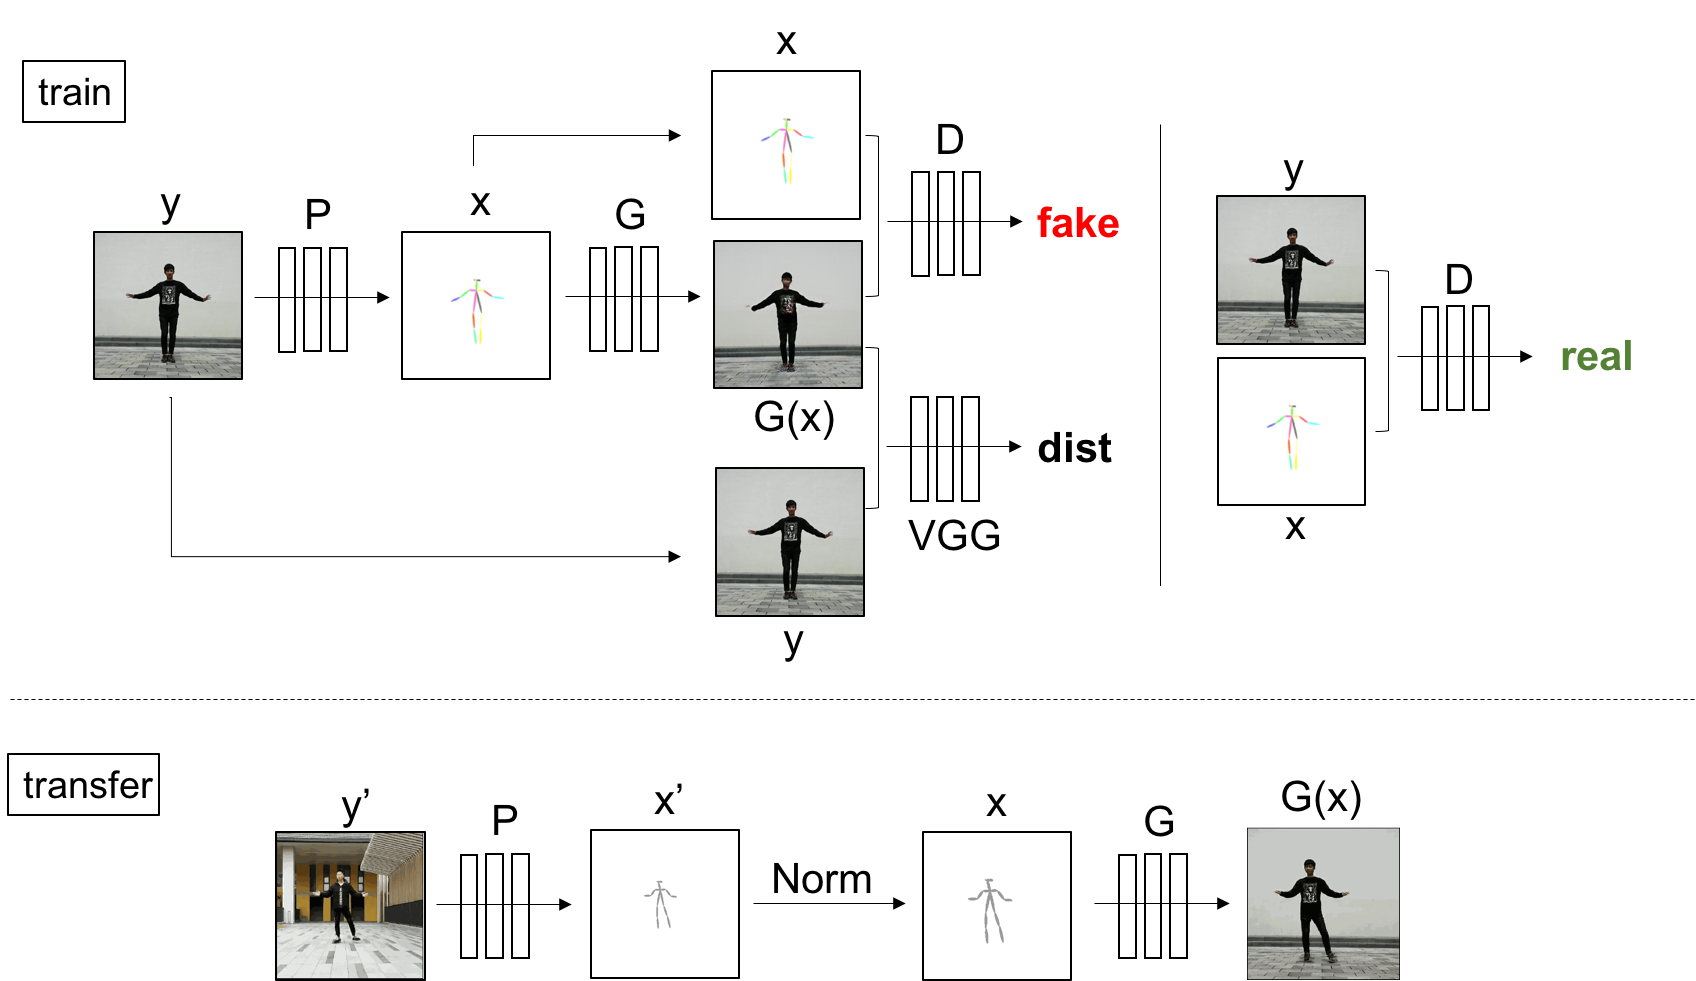 train
x
D
y
P
x
G
fake
G(x)
dist
VGG
y
y
D
real
x
transfer
y’
P
x’
Norm
x
G
G(x)